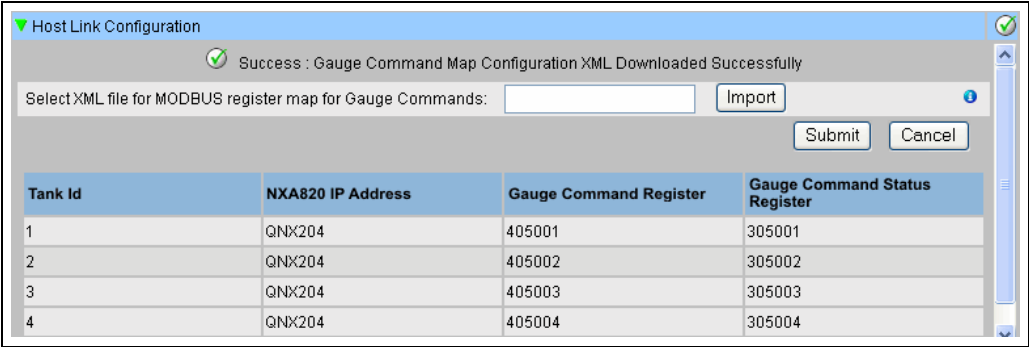 Host Link Configuration
Success : Gauge Command Map Configuration XML Downloaded Successfully
Select XML file for MODBUS register map for Gauge Commands: Import
Submit Cancel
Tank Id NXA820 IP Address Gauge Command Register Gauge Command Status Register
1 QNX204 405001 305001
2 QNX204 405002 305002
3 QNX204 405003 305003
4 QNX204 405004 305004